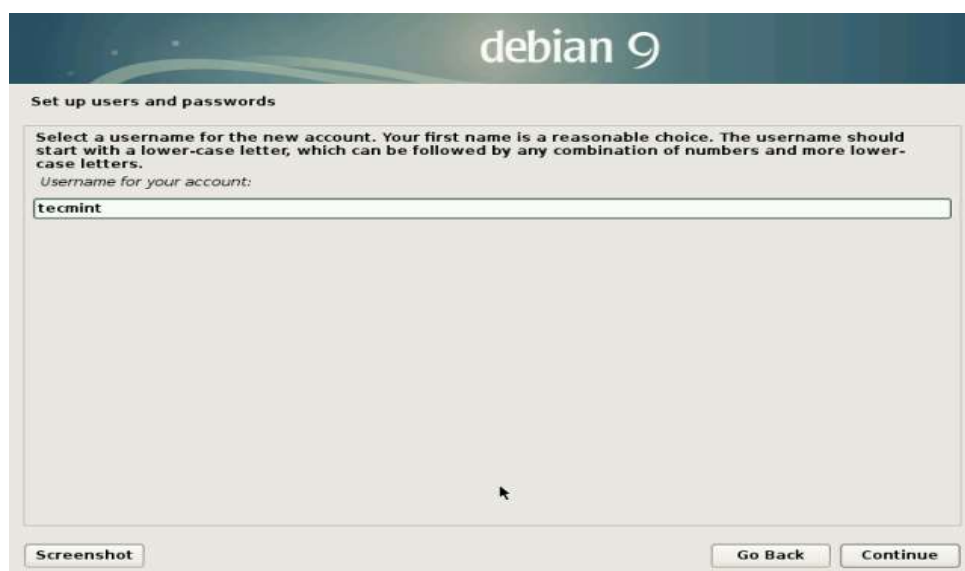 debian 9
Set up users and passwords
Select a username for the new account. Your first name is a reasonable choice. The username should
start with a lower-case letter, which can be followed by any combination of numbers and more lower-
case letters.
Username for your account:
tecmint
Screenshot
Go Back
Continue